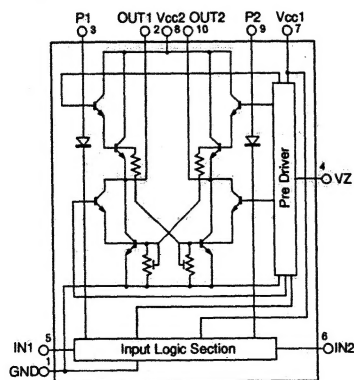 P1 OUT1 Vcc2 OUT2 P2 Vcc1
3 2 8 10 9 7
Pre Driver
4
VZ
5
IN1
Input Logic Section
6
IN2
1
GND